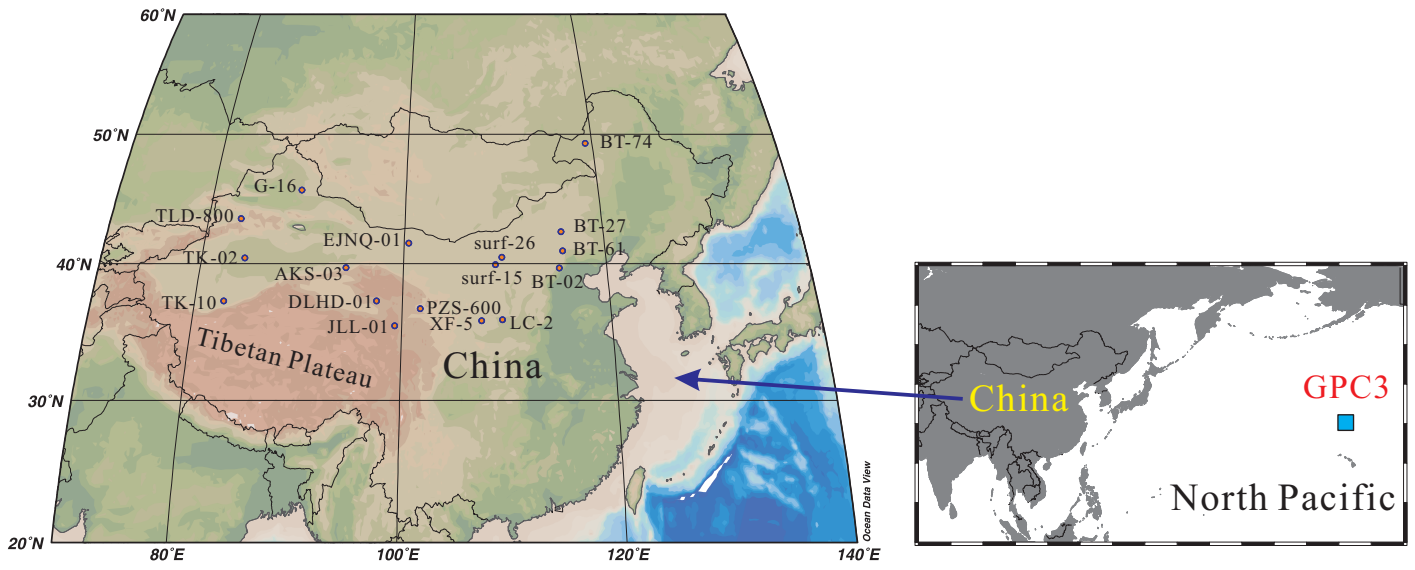 60°N
50°N
BT-74
G-16
TLD-800
BT-27
EJNQ-01
surf-26
BT-61
TK-02
40°N
AKS-03
surf-15
BT-02
TK-10
DLHD-01
PZS-600
JLL-01
XF-5
LC-2
Tibetan Plateau
China
30°N
20°N
80°E
100°E
120°E
140°E
Ocean Data View
GPC3
China
North Pacific